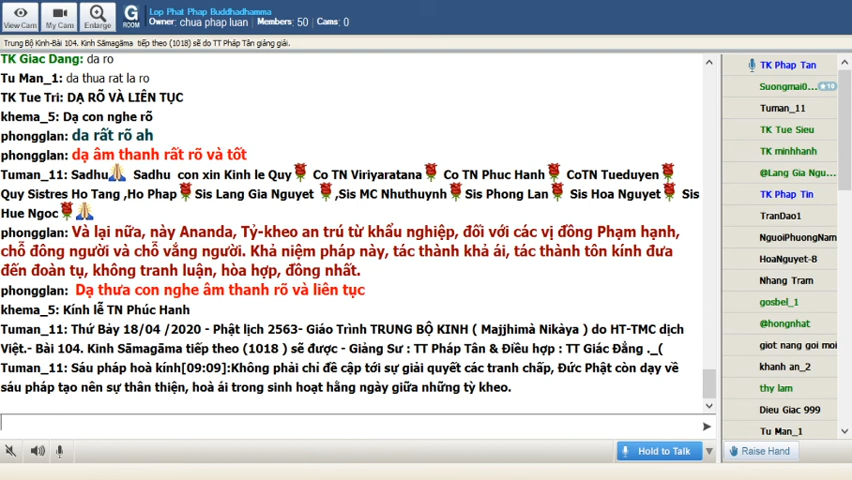 Lop Phat Phap Buddhadhamma
Owner: chua phap luan   Members: 50   Cams: 0
View Cam
My Cam
Enlarge
G
ROOM
Trung Bộ Kinh-Bài 104. Kinh Sāmagāma tiếp theo (1018) sẽ do TT Pháp Tân giảng giải.
TK Giac Dang: da ro
Tu Man_1: da thua rat la ro
TK Tue Tri: DẠ RÕ VÀ LIÊN TỤC
khema_5: Dạ con nghe rõ
phongglan: da rất rõ ah
phongglan: dạ âm thanh rất rõ và tốt
Tuman_11: Sadhu Sadhu con xin Kinh le Quy Co TN Viriyaratana Co TN Phuc Hanh CoTN Tueduyen
Quy Sistres Ho Tang ,Ho Phap Sis Lang Gia Nguyet ,Sis MC Nhuthuynh Sis Phong Lan Sis Hoa Nguyet Sis
Hue Ngoc
phongglan: Và lại nữa, này Ananda, Tỷ-kheo an trú từ khẩu nghiệp, đối với các vị đồng Phạm hạnh,
chỗ đông người và chỗ vắng người. Khả niệm pháp này, tác thành khả ái, tác thành tôn kính đưa
đến đoàn tụ, không tranh luận, hòa hợp, đồng nhất.
phongglan: Dạ thưa con nghe âm thanh rõ và liên tục
khema_5: Kính lễ TN Phúc Hanh
Tuman_11: Thứ Bảy 18/04 /2020 - Phật lịch 2563- Giáo Trình TRUNG BỘ KINH ( Majjhimà Nikàya ) do HT-TMC dịch
Việt.- Bài 104. Kinh Sāmagāma tiếp theo (1018 ) sẽ được - Giảng Sư : TT Pháp Tân & Điều hợp : TT Giác Đẳng ._(
Tuman_11: Sáu pháp hoà kính[09:09]:Không phải chỉ đề cập tới sự giải quyết các tranh chấp, Đức Phật còn dạy về
sáu pháp tạo nên sự thân thiện, hoà ái trong sinh hoạt hằng ngày giữa những tỳ kheo.
Hold to Talk
TK Phap Tan
Suongmai0... ★10
Tuman_11
TK Tue Sieu
TK minhhanh
@Lang Gia Ngu...
TK Phap Tin
TranDao1
NguoiPhuongNam
HoaNguyet-8
Nhang Tram
gosbel_1
@hongnhat
giot nang goi moi
khanh an_2
thy lam
Dieu Giac 999
Tu Man_1
Raise Hand